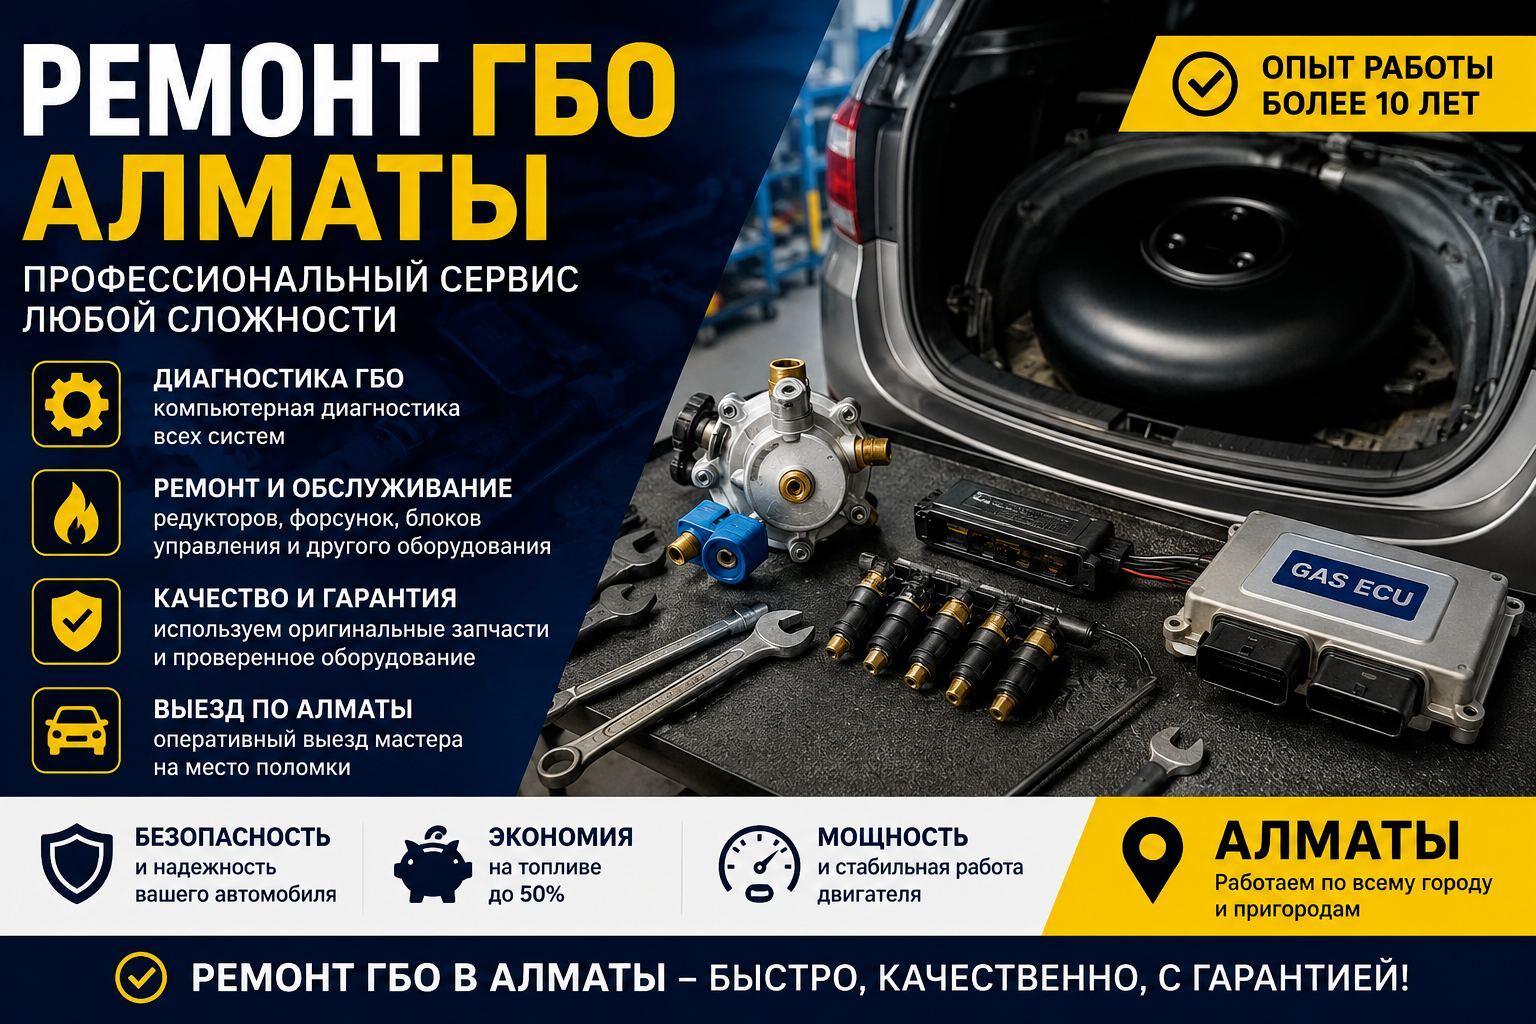 РЕМОНТ ГБО
АЛМАТЫ
ПРОФЕССИОНАЛЬНЫЙ СЕРВИС
ЛЮБОЙ СЛОЖНОСТИ
ДИАГНОСТИКА ГБО
компьютерная диагностика
всех систем
РЕМОНТ И ОБСЛУЖИВАНИЕ
редукторов, форсунок, блоков
управления и другого оборудования
КАЧЕСТВО И ГАРАНТИЯ
используем оригинальные запчасти
и проверенное оборудование
ВЫЕЗД ПО АЛМАТЫ
оперативный выезд мастера
на место поломки
ОПЫТ РАБОТЫ
БОЛЕЕ 10 ЛЕТ
GAS ECU
БЕЗОПАСНОСТЬ
и надежность
вашего автомобиля
ЭКОНОМИЯ
на топливе
до 50%
МОЩНОСТЬ
и стабильная работа
двигателя
АЛМАТЫ
Работаем по всему городу
и пригородам
РЕМОНТ ГБО В АЛМАТЫ – БЫСТРО, КАЧЕСТВЕННО, С ГАРАНТИЕЙ!